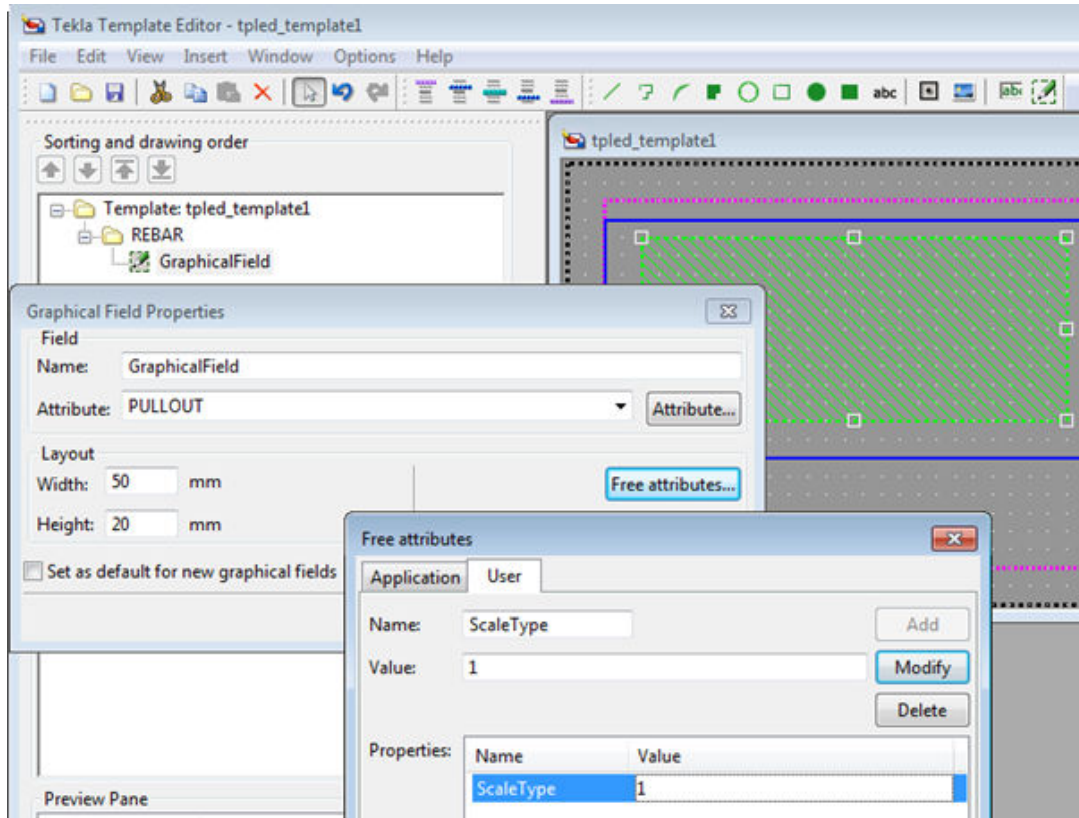 Tekla Template Editor - tpled_template1
File Edit View Insert Window Options Help
abc abc
Sorting and drawing order
tpled_template1
Template: tpled_template1
REBAR
GraphicalField
Graphical Field Properties
Field
Name: GraphicalField
Attribute: PULLOUT Attribute...
Layout
Width: 50 mm Free attributes...
Height: 20 mm
Set as default for new graphical fields
Free attributes
Application User
Name: ScaleType Add
Value: 1 Modify
Delete
Properties: Name Value
ScaleType 1
Preview Pane